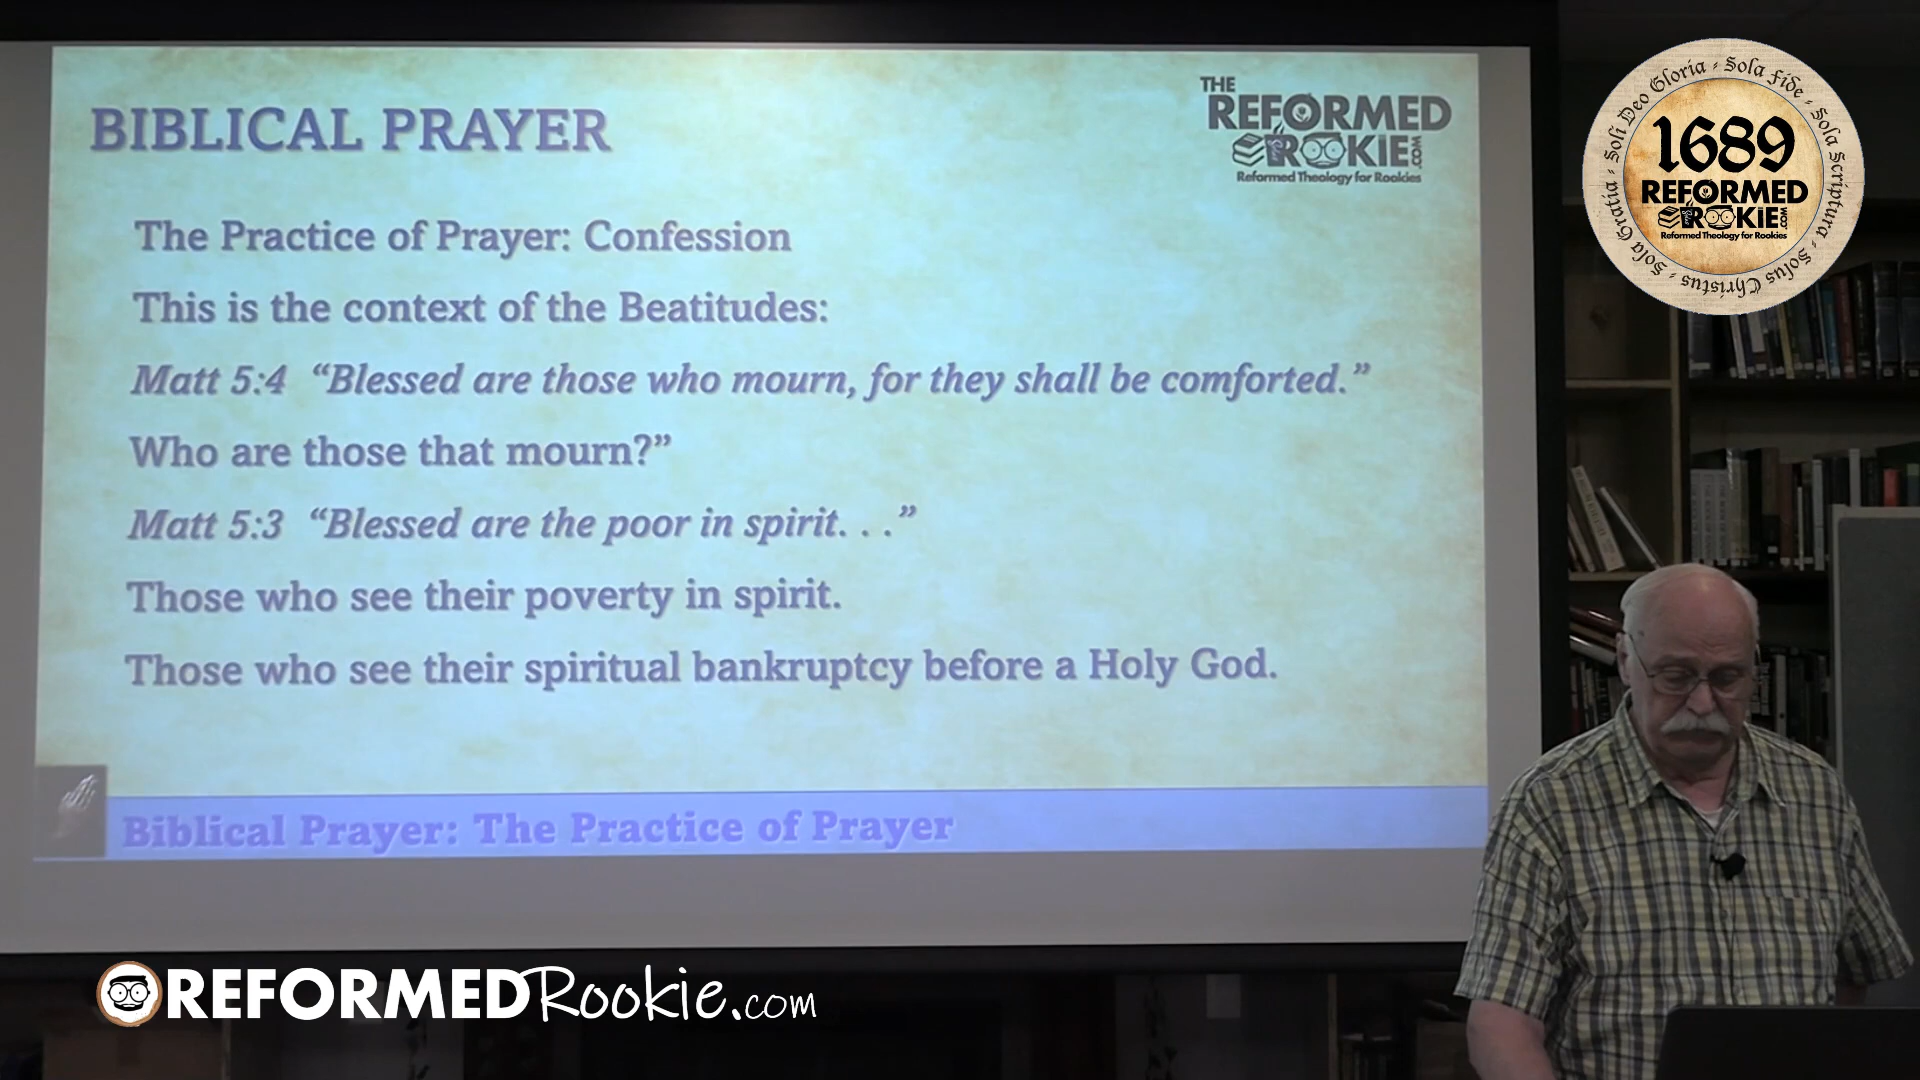 BIBLICAL PRAYER
THE
REFORMED
ROOKIE.COM
Reformed Theology for Rookies
The Practice of Prayer: Confession
This is the context of the Beatitudes:
Matt 5:4 “Blessed are those who mourn, for they shall be comforted.”
Who are those that mourn?”
Matt 5:3 “Blessed are the poor in spirit. . .”
Those who see their poverty in spirit.
Those who see their spiritual bankruptcy before a Holy God.
Biblical Prayer: The Practice of Prayer
Soli Deo Gloria - Sola Fide - Sola Scriptura - Solus Christus - Sola Gratia -
1689
REFORMED
ROOKIE.COM
Reformed Theology for Rookies
REFORMED Rookie.com